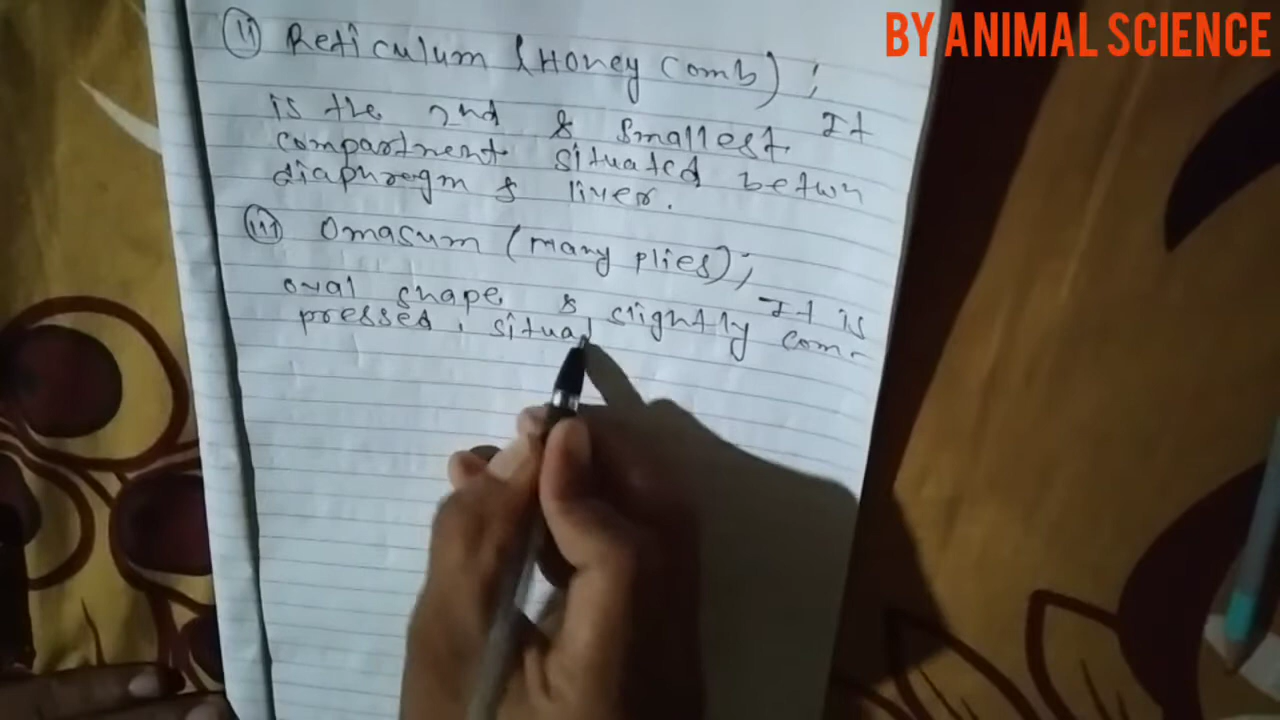 BY ANIMAL SCIENCE
(ii) Reticulum (Honey Comb) ; It
is the 2nd & smallest
compartment situated betwn
diaphregm & liver.
(iii) Omasum (many plies) ; It is
oval shape & slightly com-
pressed, situat